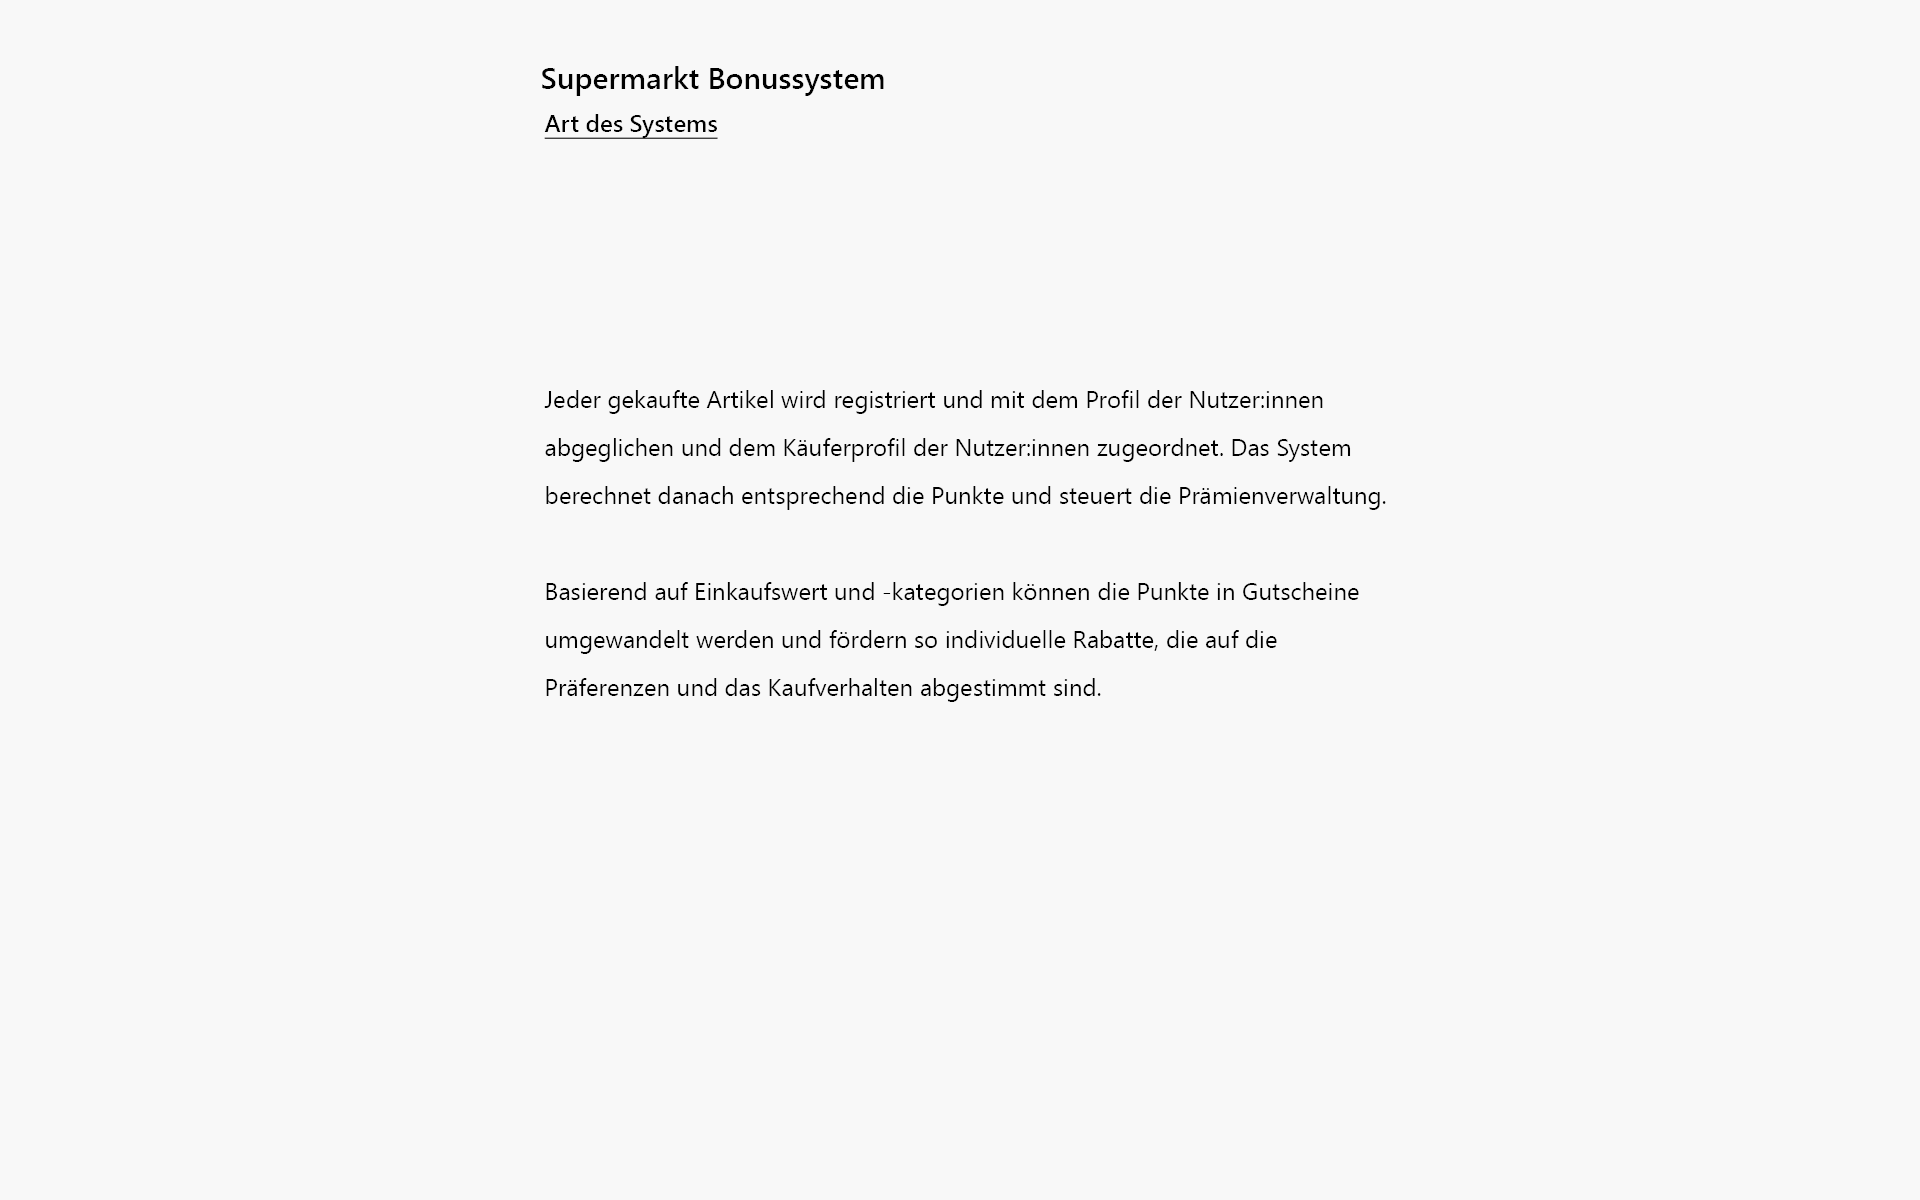 Supermarkt Bonussystem
Art des Systems
Jeder gekaufte Artikel wird registriert und mit dem Profil der Nutzer:innen
abgeglichen und dem Käuferprofil der Nutzer:innen zugeordnet. Das System
berechnet danach entsprechend die Punkte und steuert die Prämienverwaltung.
Basierend auf Einkaufswert und -kategorien können die Punkte in Gutscheine
umgewandelt werden und fördern so individuelle Rabatte, die auf die
Präferenzen und das Kaufverhalten abgestimmt sind.